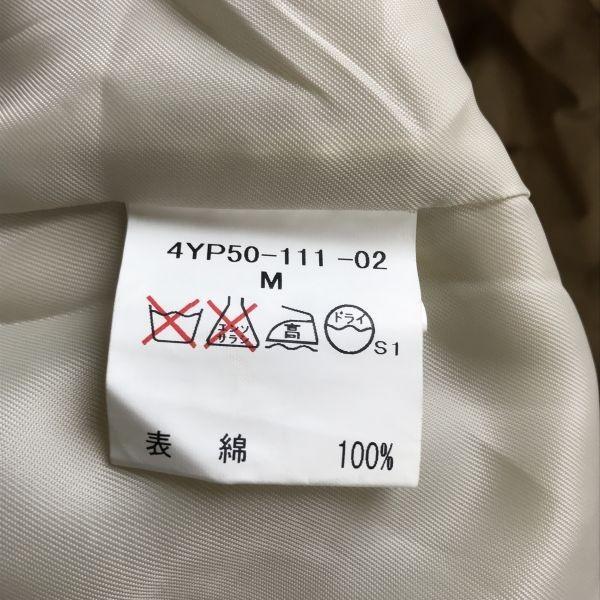 4YP50-111 -02
M
エンソ
サラシ
高
ドライ
S1
表 綿 100%